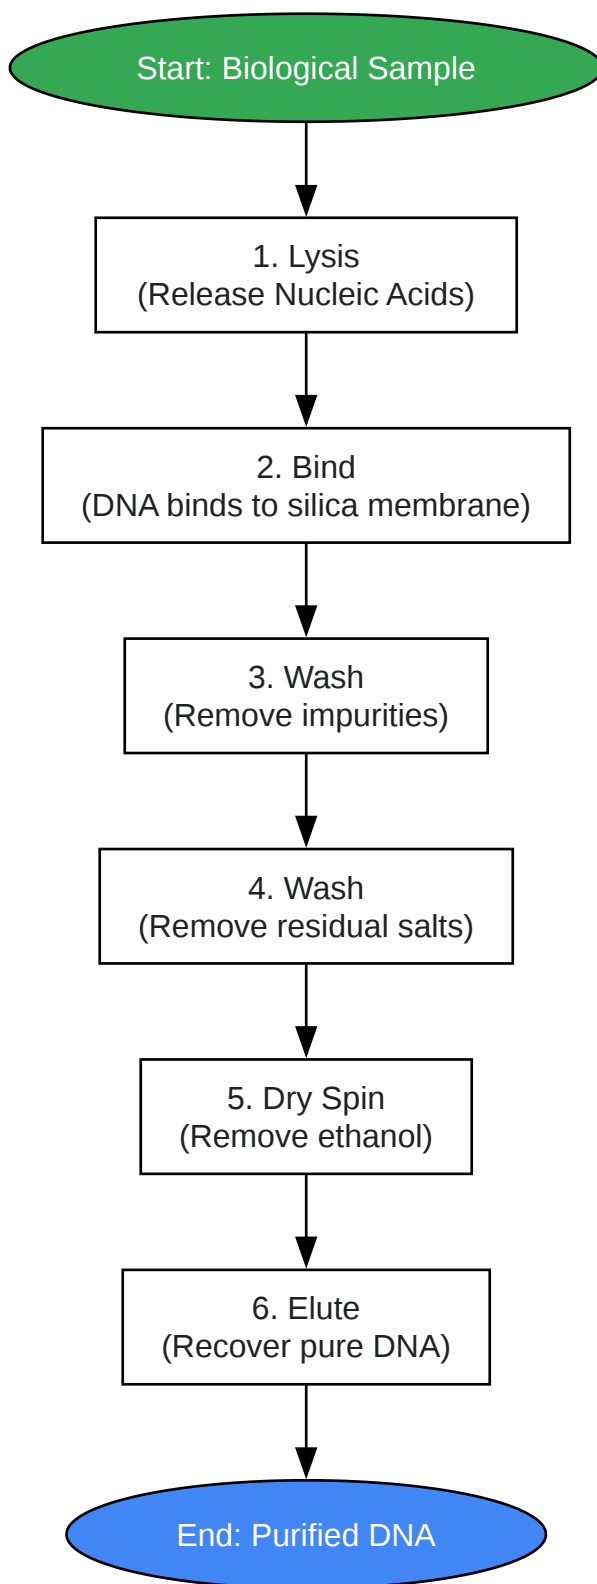 Start: Biological Sample
1. Lysis
(Release Nucleic Acids)
2. Bind
(DNA binds to silica membrane)
3. Wash
(Remove impurities)
4. Wash
(Remove residual salts)
5. Dry Spin
(Remove ethanol)
6. Elute
(Recover pure DNA)
End: Purified DNA